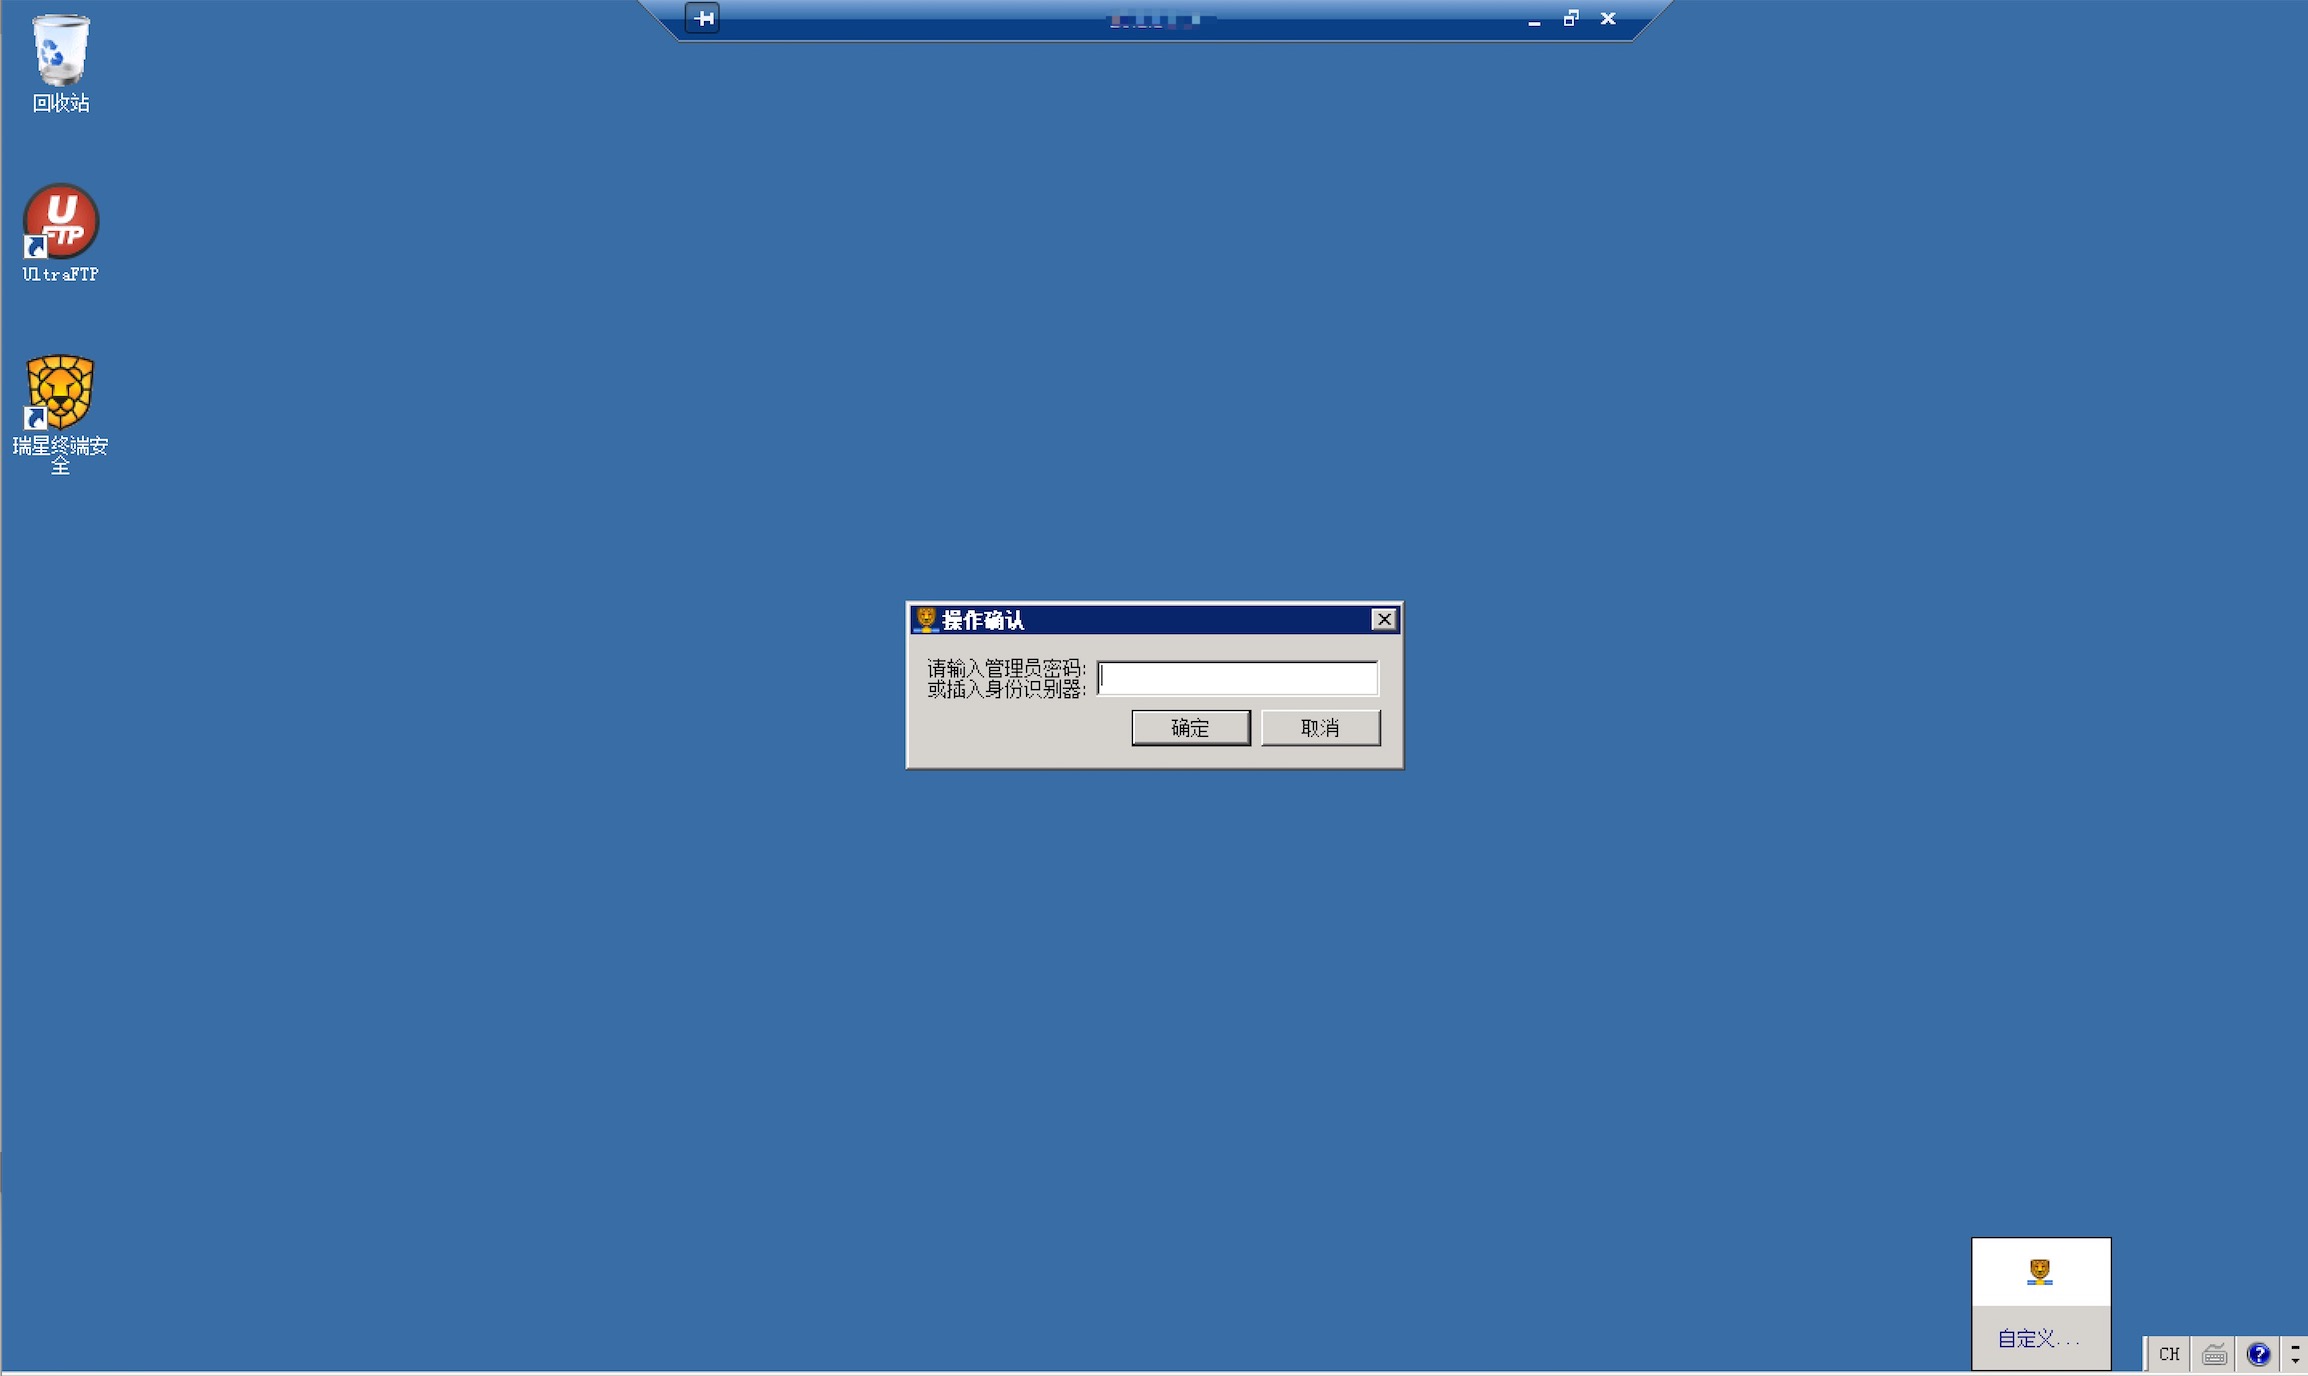 回收站
U
FTP
UltraFTP
瑞星终端安
全
操作确认
请输入管理员密码:
或插入身份识别器:
确定
取消
自定义...
CH